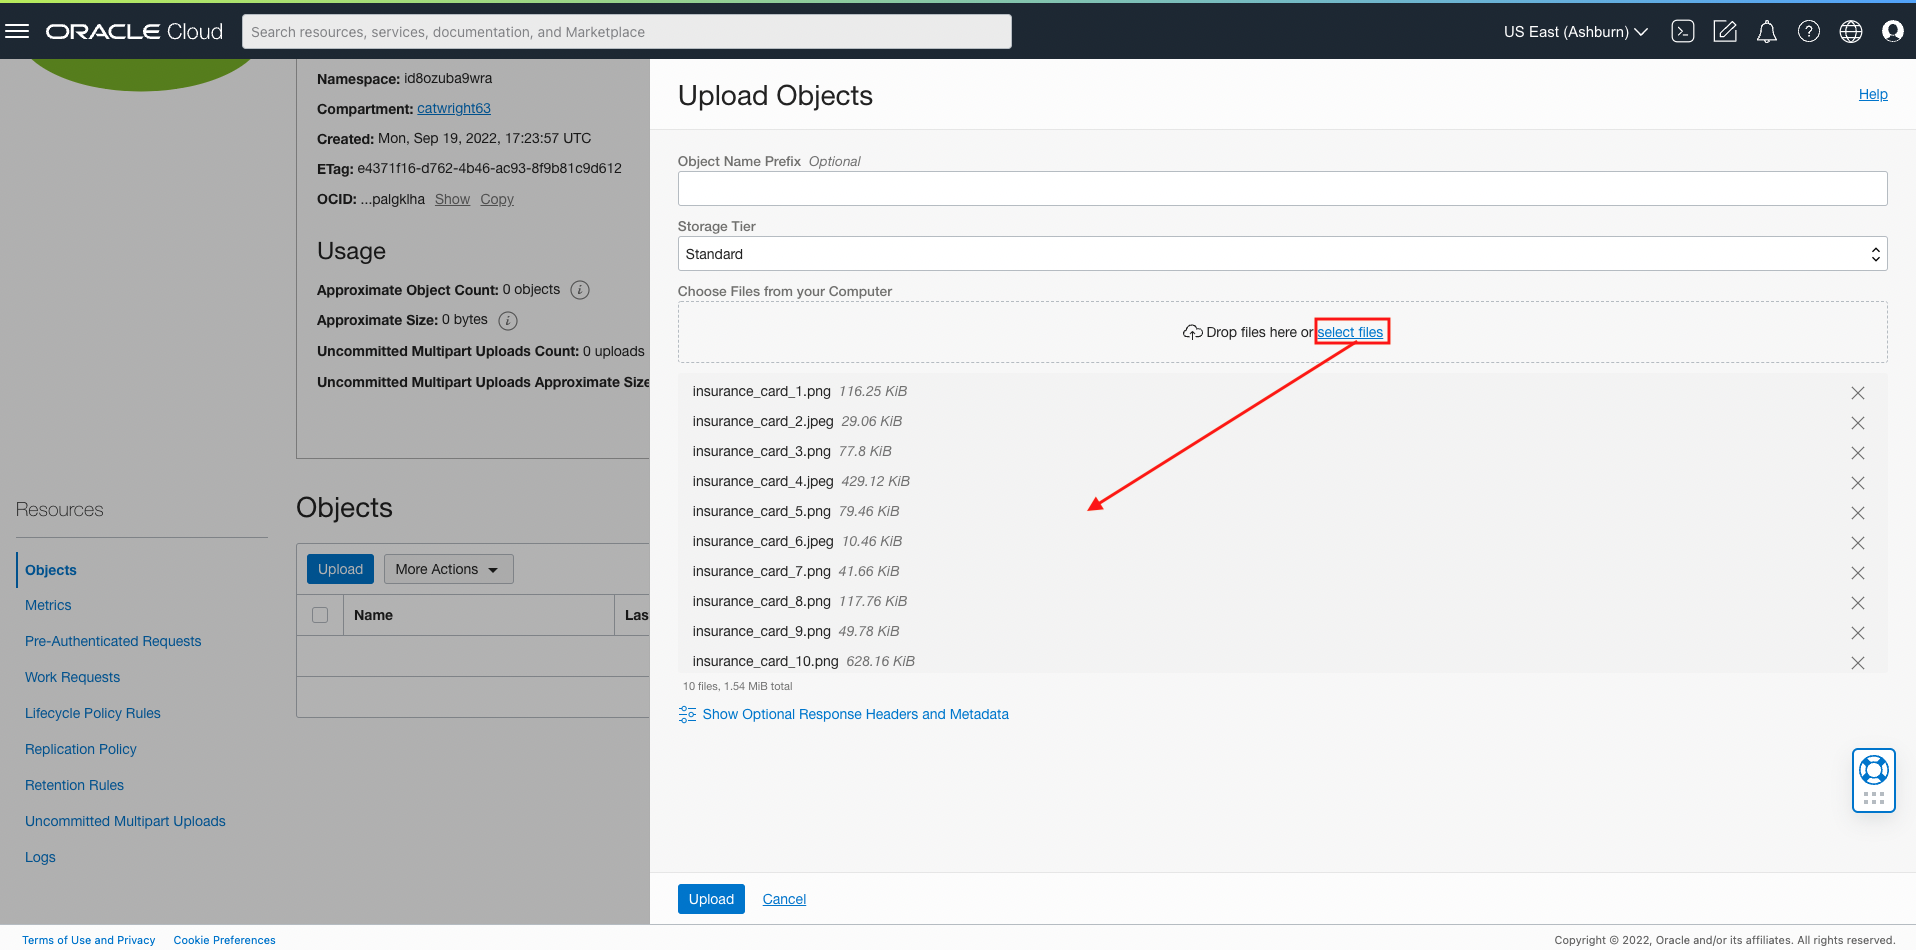 ORACLE Cloud
Search resources, services, documentation, and Marketplace
US East (Ashburn)
Namespace: id8ozuba9wra
Compartment: catwright63
Created: Mon, Sep 19, 2022, 17:23:57 UTC
ETag: e4371f16-d762-4b46-ac93-8f9b81c9d612
OCID: ...palgklha Show Copy
Usage
Approximate Object Count: 0 objects
Approximate Size: 0 bytes
Uncommitted Multipart Uploads Count: 0 uploads
Uncommitted Multipart Uploads Approximate Size
Resources
Objects
Metrics
Pre-Authenticated Requests
Work Requests
Lifecycle Policy Rules
Replication Policy
Retention Rules
Uncommitted Multipart Uploads
Logs
Objects
Upload More Actions
Name Las
Upload Objects
Help
Object Name Prefix Optional
Storage Tier
Standard
Choose Files from your Computer
Drop files here or select files
insurance_card_1.png 116.25 KiB
insurance_card_2.jpeg 29.06 KiB
insurance_card_3.png 77.8 KiB
insurance_card_4.jpeg 429.12 KiB
insurance_card_5.png 79.46 KiB
insurance_card_6.jpeg 10.46 KiB
insurance_card_7.png 41.66 KiB
insurance_card_8.png 117.76 KiB
insurance_card_9.png 49.78 KiB
insurance_card_10.png 628.16 KiB
10 files, 1.54 MiB total
Show Optional Response Headers and Metadata
Upload Cancel
Terms of Use and Privacy Cookie Preferences
Copyright © 2022, Oracle and/or its affiliates. All rights reserved.